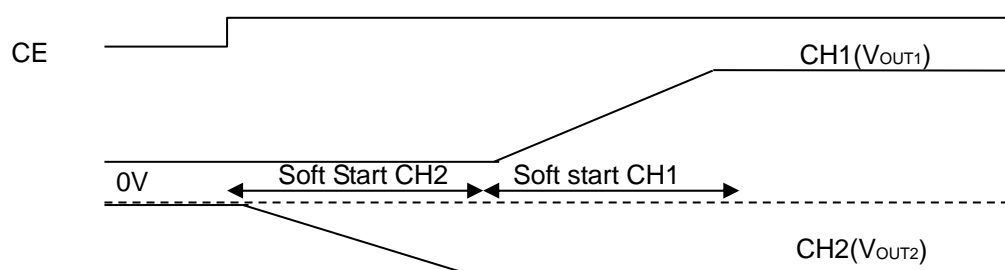 CE
CH1(VOUT1)
Soft Start CH2
Soft start CH1
0V
CH2(VOUT2)